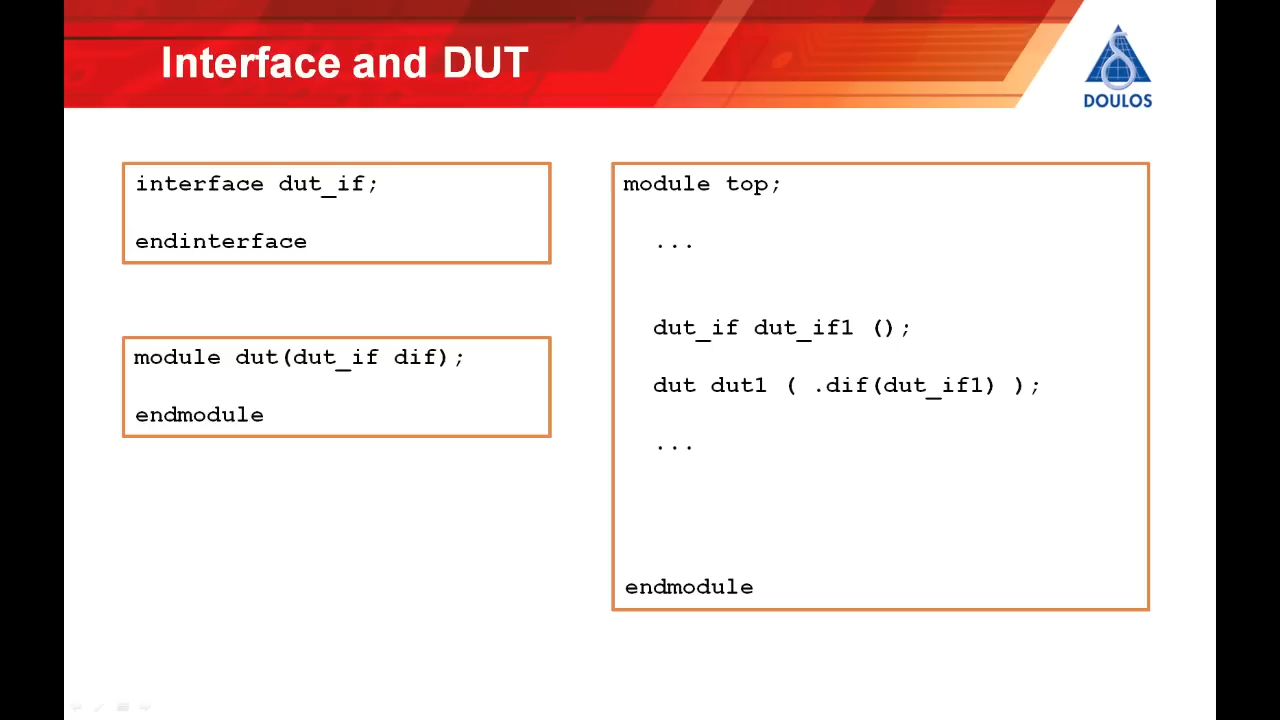 Interface and DUT
DOULOS
interface dut_if;
endinterface
module dut(dut_if dif);
endmodule
module top;
...
dut_if dut_if1 ();
dut dut1 ( .dif(dut_if1) );
...
endmodule